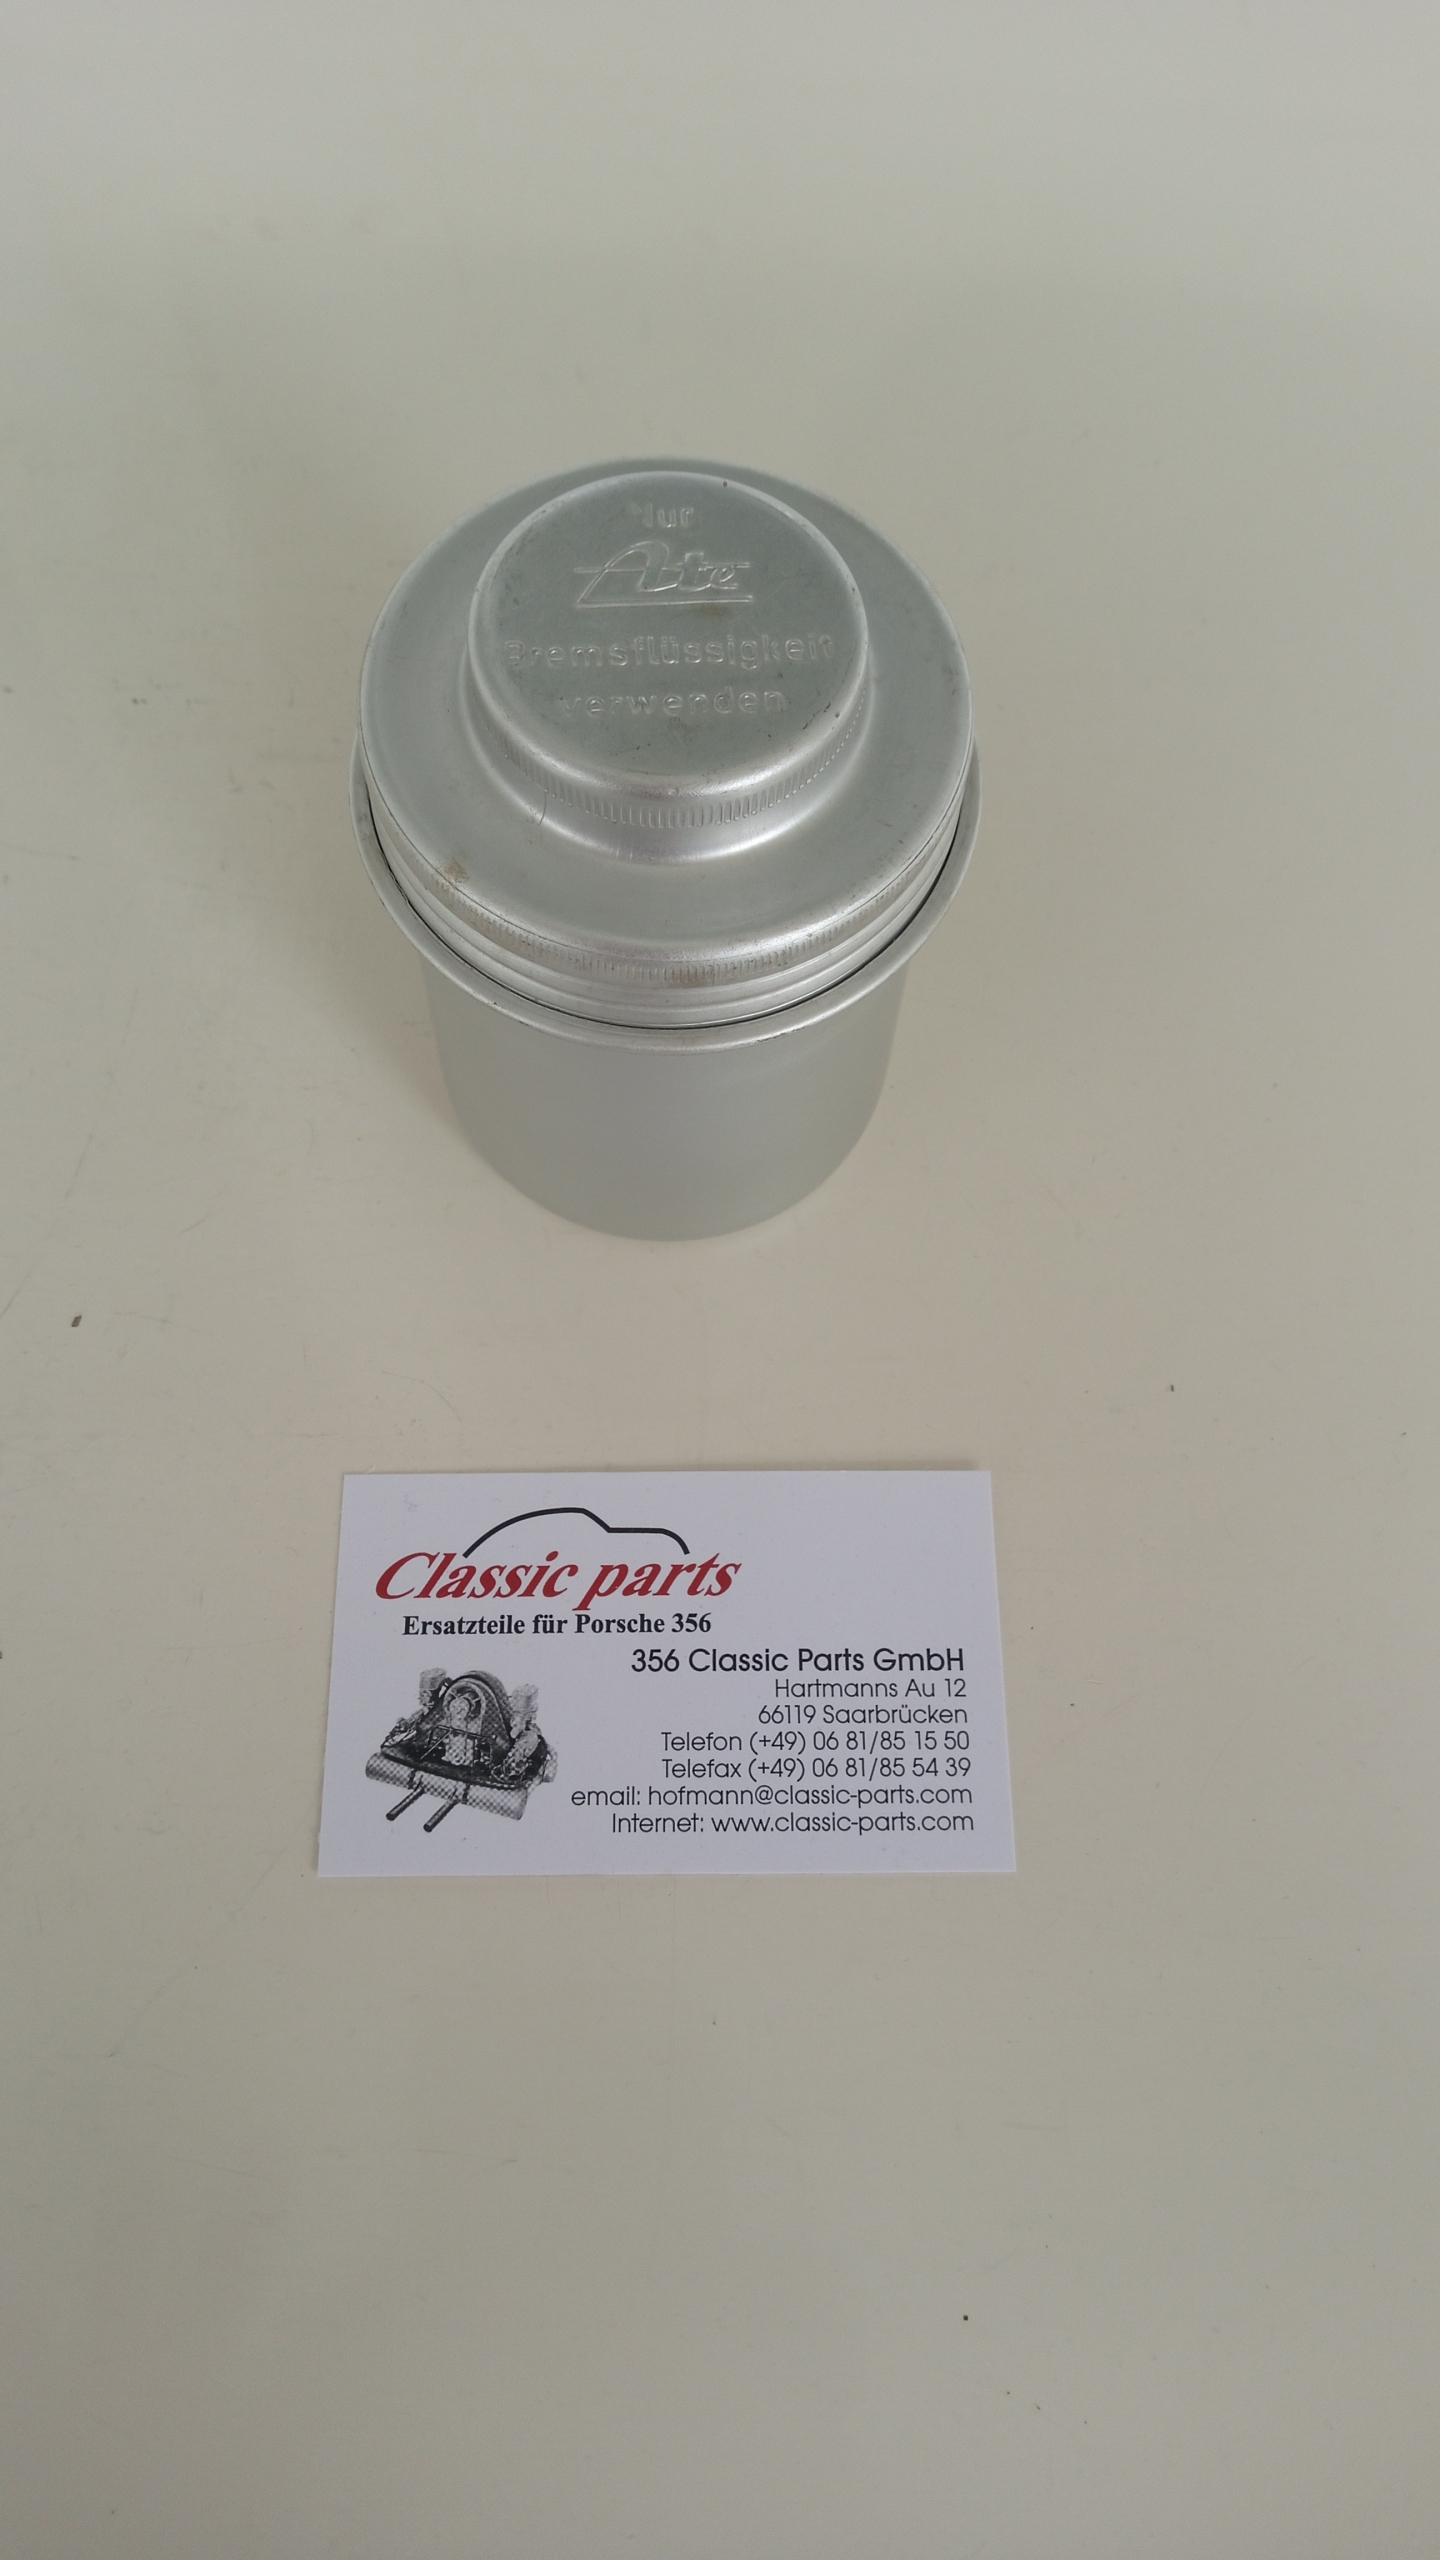 Nur
Ate
Bremsflüssigkeit
verwenden
Classic parts
Ersatzteile für Porsche 356
356 Classic Parts GmbH
Hartmanns Au 12
66119 Saarbrücken
Telefon (+49) 06 81/85 15 50
Telefax (+49) 06 81/85 54 39
email: hofmann@classic-parts.com
Internet: www.classic-parts.com